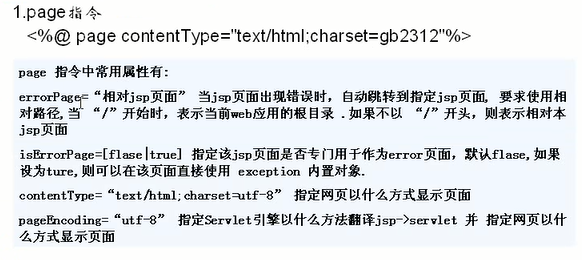 1.page指令
<%@ page contentType="text/html;charset=gb2312"%>
page 指令中常用属性有:
errorPage=“相对jsp页面” 当jsp页面出现错误时，自动跳转到指定jsp页面, 要求使用相
对路径,当 “/”开始时，表示当前web应用的根目录 .如果不以 “/”开头，则表示相对本
jsp页面
isErrorPage=[flase|true] 指定该jsp页面是否专门用于作为error页面，默认flase,如果
设为ture,则可以在该页面直接使用 exception 内置对象.
contentType=“text/html;charset=utf-8” 指定网页以什么方式显示页面
pageEncoding=“utf-8” 指定Servlet引擎以什么方法翻译jsp->servlet 并 指定网页以什
么方式显示页面